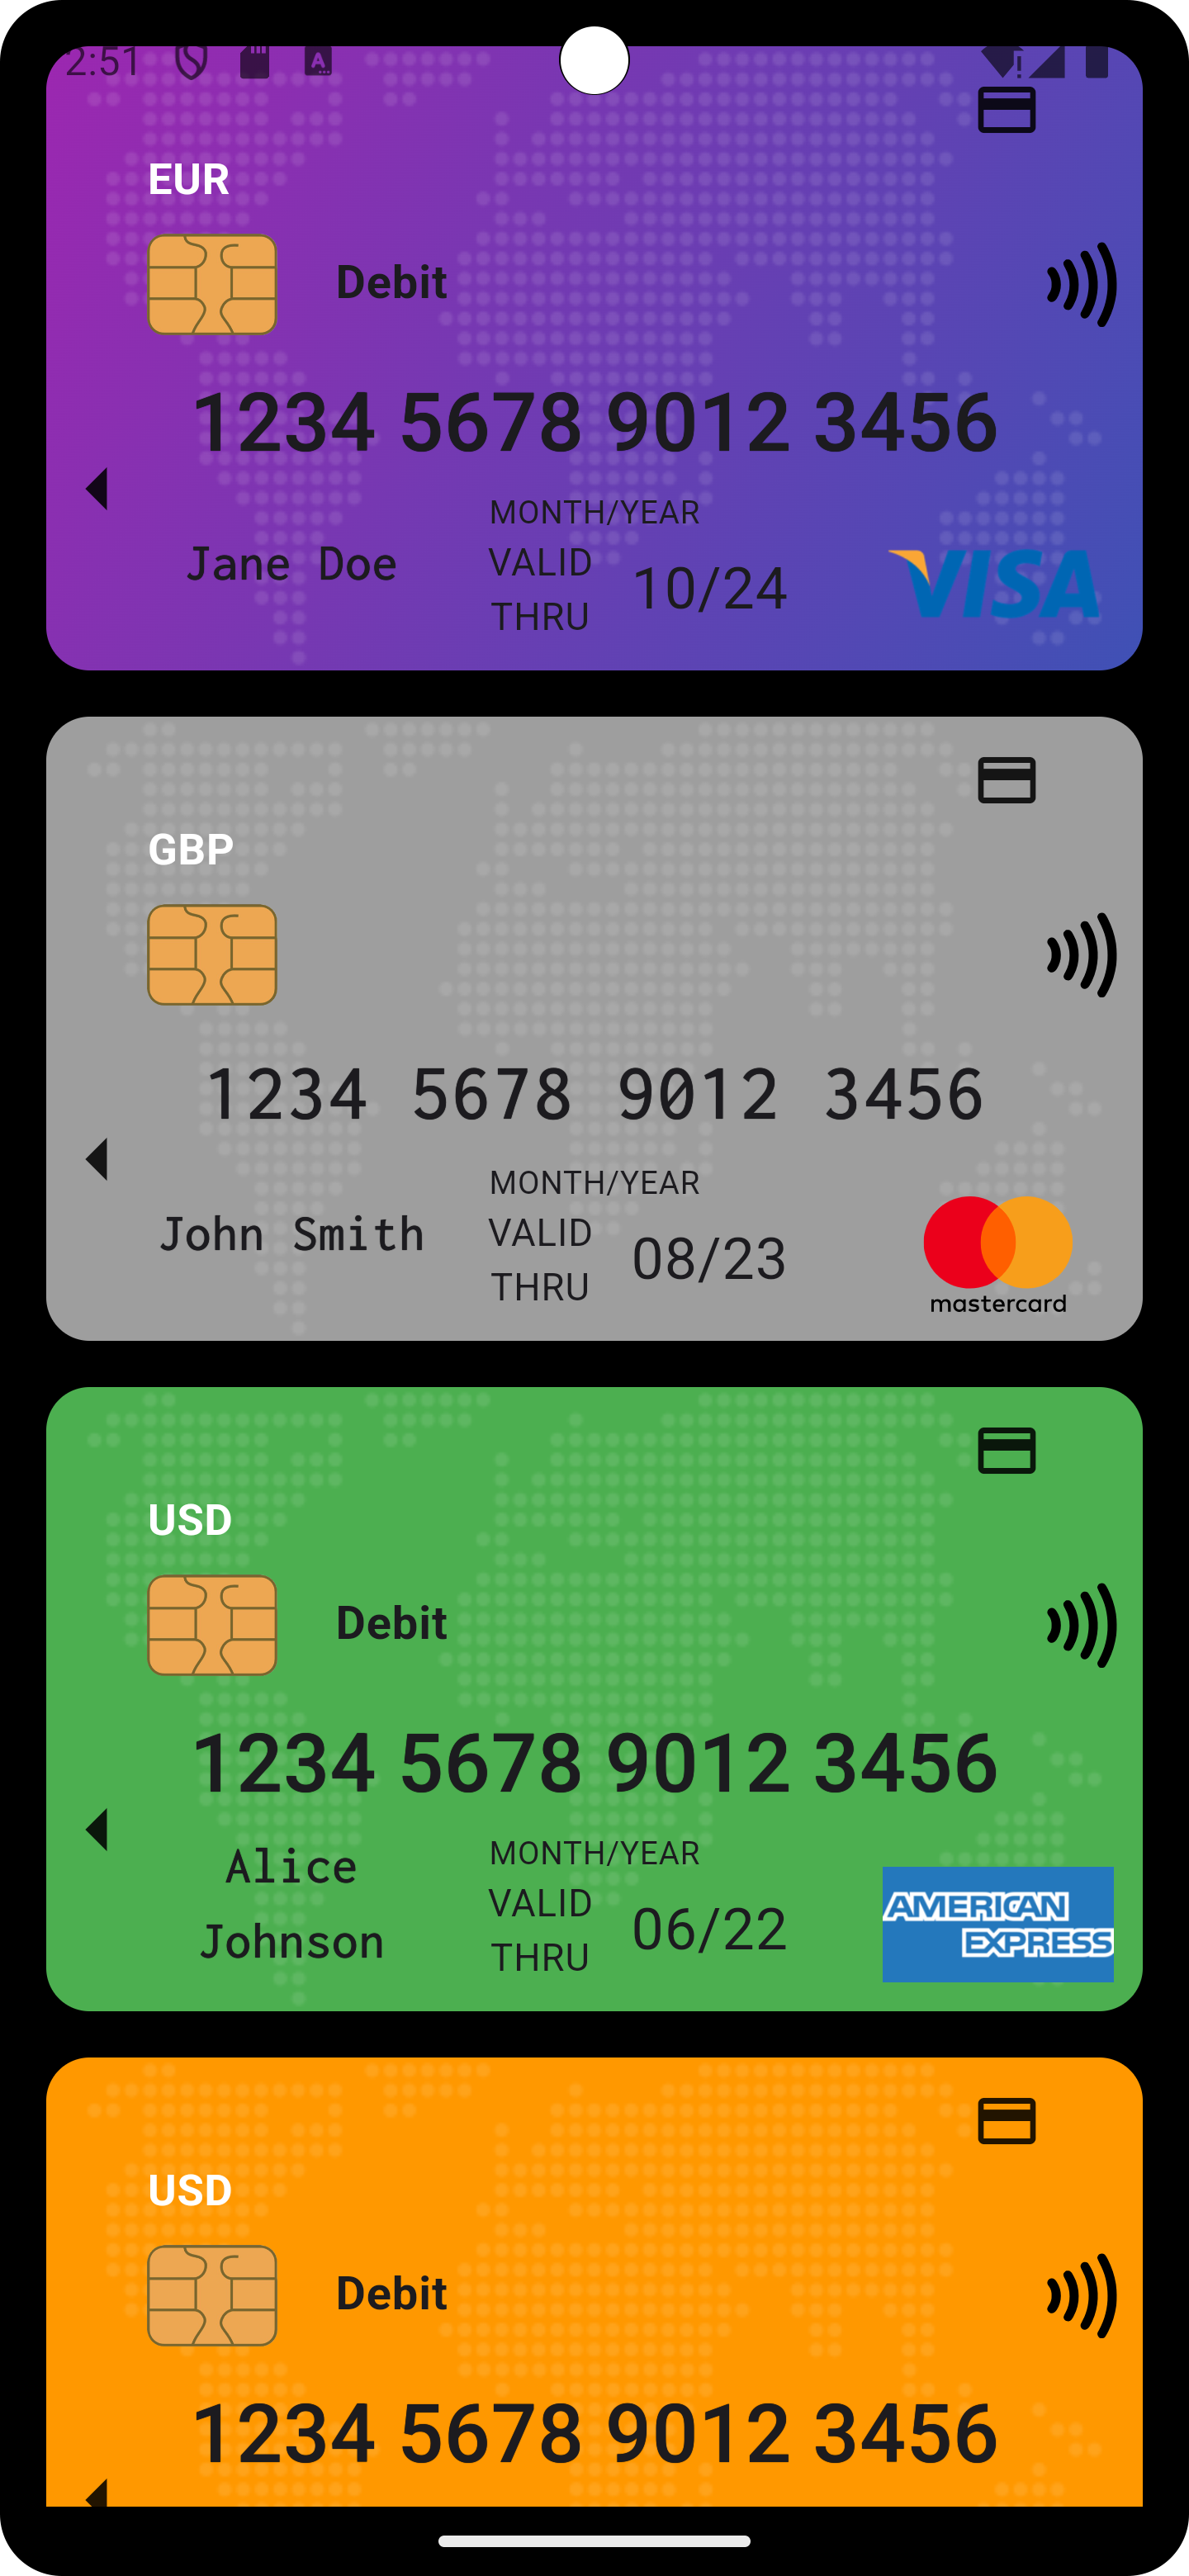 2:51
EUR
Debit
1234 5678 9012 3456
MONTH/YEAR
Jane Doe
VALID
THRU
10/24
VISA
GBP
1234 5678 9012 3456
MONTH/YEAR
John Smith
VALID
THRU
08/23
mastercard
USD
Debit
1234 5678 9012 3456
Alice
Johnson
MONTH/YEAR
VALID
THRU
06/22
AMERICAN
EXPRESS
USD
Debit
1234 5678 9012 3456